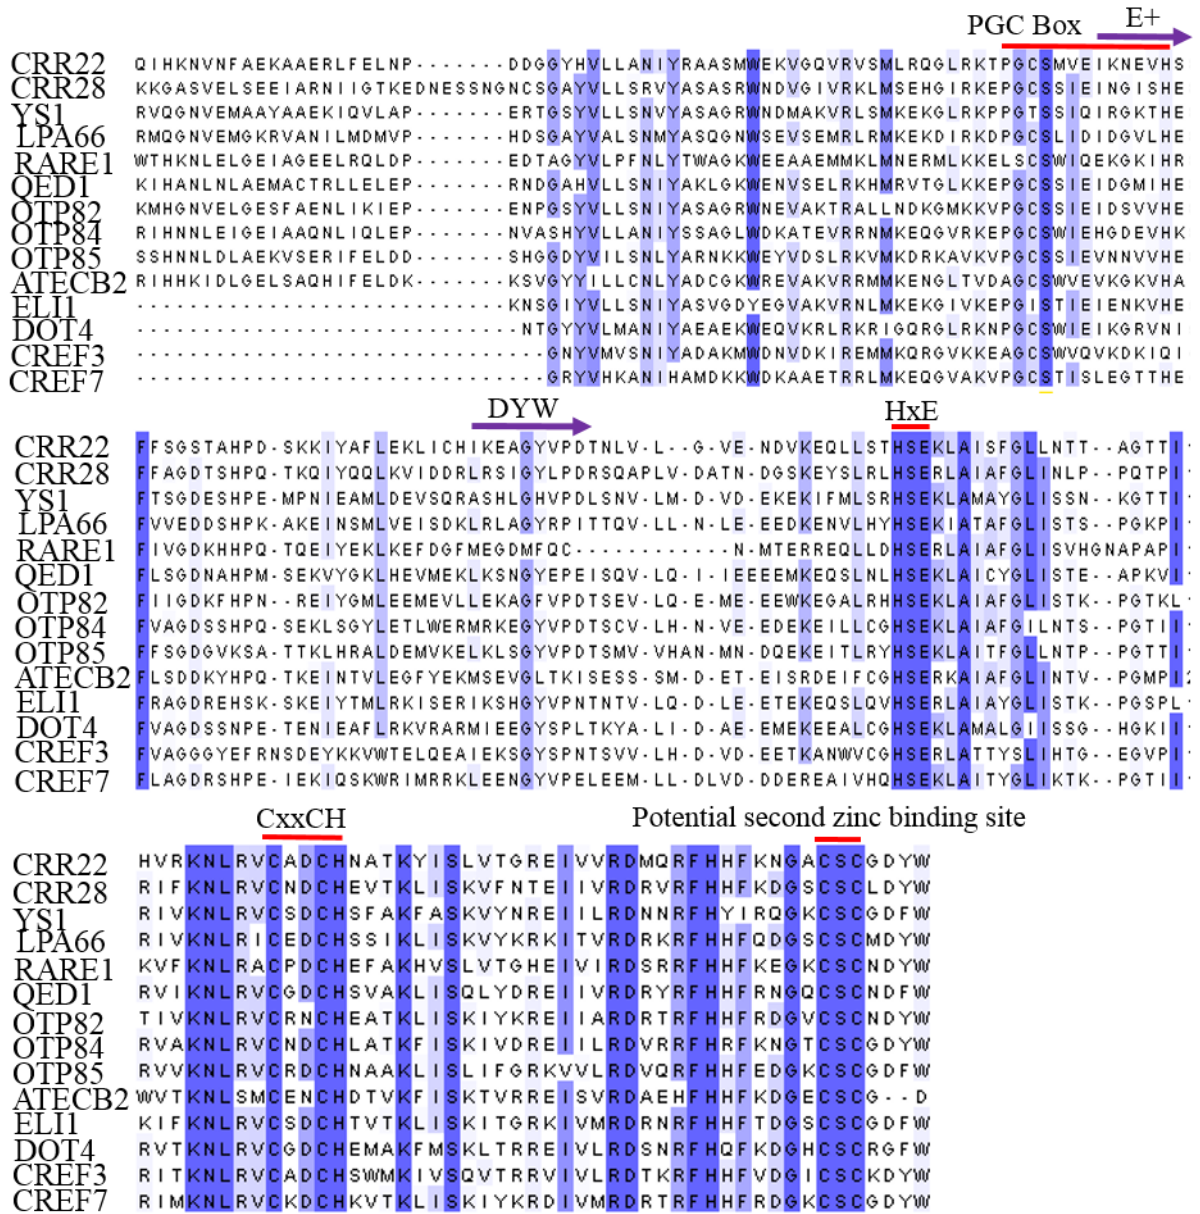 PGC Box E+
CRR22 QIHKNVNFAEKAAERLFELNP·······DDGGYHVLLANIYRAASMWEKVGQVRVSMLRQGLRKTPGCSMVEIKNEVHS
CRR28 KKGASVELSEEIARNIIGTKEDNESSNGNCSGAYVLLSRVYASASRWNDVGIVRKLMSEHGIRKEPGCSSIEINGISHE
YS1 RVQGNVEMAAYAAEKIQVLAP·······ERTGSYVLLSNVYASAGRWNDMAKVRLSMKEKGLRKPPGTSSIQIRGKTHE
LPA66 RMQGNVEMGKRVANILMDMVP·······HDSGAYVALSNMYASQGNWSEVSEMRLRMKEKDIRKDPGCSLIDIDGVLHE
RARE1 WTHKNLELGEIAGEELRQLDP·······EDTAGYVLPFNLYTWAGKWEEAAEMMKLMNERMLKKELSCSWIQEKGKIHR
QED1 KIHANLNLAEMACTRLLELEP·······RNDGAHVLLSNIYAKLGKWENVSELRKHMRVTGLKKEPGCSSIEIDGMIHE
OTP82 KMHGNVELGESFAENLIKIEP·······ENPGSYVLLSNIYASAGRWNEVAKTRALLNDKGMKKVPGCSSIEIDSVVHE
OTP84 RIHNNLEIGEIAAQNLIQLEP·······NVASHYVLLANIYSSAGLWDKATEVRRNMKEQGVRKEPGCSWIEHGDEVHK
OTP85 SSHNNLDLAEKVSERIFELDD·······SHGGDYVILSNLYARNKKWEYVDSLRKVMKDRKAVKVPGCSSIEVNNVVHE
ATECB2 RIHHKIDLGELSAQHIFELDK·······KSVGYYILLCNLYADCGKWREVAKVRRMMKENGLTVDAGCSWVEVKGKVHA
ELI1 ····························KNSGIYVLLSNIYASVGDYEGVAKVRNLMKEKGIVKEPGISTIEIENKVHE
DOT4 ·····························NTGYYVLMANIYAEAEKWEQVKRLRKRIGQRGLRKNPGCSWIEIKGRVNI
CREF3 ·······························GNYVMVSNIYADAKMWDNVDKIREMMKQRGVKKEAGCSWVQVKDKIQI
CREF7 ·······························GRYVHKANIHAMDKKWDKAAETRRLMKEQGVAKVPGCSTISLEGTTHE
DYW HxE
CRR22 FFSGSTAHPD·SKKIYAFLEKLICHIKEAGYVPDTNLV·L··G·VE·NDVKEQLLSTHSEKLAISFGLLNTT··AGTTI
CRR28 FFAGDTSHPQ·TKQIYQQLKVIDDRLRSIGYLPDRSQAPLV·DATN·DGSKEYSLRLHSERLAIAFGLINLP··PQTPI
YS1 FTSGDESHPE·MPNIEAMLDEVSQRASHLGHVPDLSNV·LM·D·VD·EKEKIFMLSRHSEKLAMAYGLISSN··KGTTI
LPA66 FVVEDDSHPK·AKEINSMLVEISDKLRLAGYRPITTQV·LL·N·LE·EEDKENVLHYHSEKIATAFGLISTS··PGKPI
RARE1 FIVGDKHHPQ·TQEIYEKLKEFDGFMEGDMFQC············N·MTERREQLLDHSERLAIAFGLISVHGNAPAPI
QED1 FLSGDNAHPM·SEKVYGKLHEVMEKLKSNGYEPEISQV·LQ·I·IEEEEEMKEQSLNLHSEKLAICYGLISTE··APKVI
OTP82 FIIGDKFHPN··REIYGMLEEMEVLLEKAGFVPDTSEV·LQ·E·ME·EEWKEGALRHHSEKLAIAFGLISTK··PGTKL
OTP84 FVAGDSSHPQ·SEKLSGYLETLWERMRKEGYVPDTSCV·LH·N·VE·EDEKEILLCGHSEKLAIAFGILNTS··PGTII
OTP85 FFSGDGVKSA·TTKLHRALDEMVKELKLSGYVPDTSMV·VHAN·MN·DQEKEITLRYHSEKLAITFGLLNTP··PGTTI
ATECB2 FLSDDKYHPQ·TKEINTVLEGFYEKMSEVGLTKISESS·SM·D·ET·EISRDEIFCGHSERKAIAFGLINTV··PGMPI
ELI1 FRAGDREHSK·SKEIYTMLRKISERIKSHGYVPNTNTV·LQ·D·LE·ETEKEQSLQVHSERLAIAYGLISTK··PGSPL
DOT4 FVAGDSSNPE·TENIEAFLRKVRARMIEEGYSPLTKYA·LI·D·AE·EMEKEEALCGHSEKLAMALGIISSG··HGKII
CREF3 FVAGGGYEFRNSDEYKKVWTELQEAIEKSGYSPNTSVV·LH·D·VD·EETKANWVCGHSERLATTYSLIHTG··EGVPI
CREF7 FLAGDRSHPE·IEKIQSKWRIMRRKLEENGYVPELEEM·LL·DLVD·DDEREAIVHQHSEKLAITYGLIKTK··PGTII
CxxCH Potential second zinc binding site
CRR22 HVRKNLRVCADCHNATKYISLVTGREIVVRDMQRFHHFKNGACSCGDYW
CRR28 RIFKNLRVCNDCHEVTKLISKVFNTEIIVRDRVRFHHFKDGSCSCLDYW
YS1 RIVKNLRVCSDCHSFAKFASKVYNREIILRDNNRFHYIRQGKCSCGDFW
LPA66 RIVKNLRICEDCHSSIKLISKVYKRKITVRDRKRFHHFQDGSCSCMDYW
RARE1 KVFKNLRACPDCHEFAKHVSLVTGHEIVIRDSRRFHHFKEGKCSCNDYW
QED1 RVIKNLRVCGDCHSVAKLISQLYDREIIVRDRYRFHHFRNGQCSCNDFW
OTP82 TIVKNLRVCRNCHEATKLISKIYKREIIARDRTRFHHFRDGVCSCNDYW
OTP84 RVAKNLRVCNDCHLATKFISKIVDREIILRDVRRFHRFKNGTCSCGDYW
OTP85 RVVKNLRVCRDCHNAAKLISLIFGRKVVLRDVQRFHHFEDGKCSCGDFW
ATECB2 WVTKNLSMCENCHDTVKFISKTVRREISVRDAEHFHHFKDGECSCG··D
ELI1 KIFKNLRVCSDCHTVTKLISKITGRKIVMRDRNRFHHFTDGSCSCGDFW
DOT4 RVTKNLRVCGDCHEMAKFMSKLTRREIVLRDSNRFHQFKDGHCSCRGFW
CREF3 RITKNLRVCADCHSWMKIVSQVTRRVIVLRDTKRFHHFVDGICSCKDYW
CREF7 RIMKNLRVCKDCHKVTKLISKIYKRDIVMRDRTRFHHFRDGKCSCGDYW